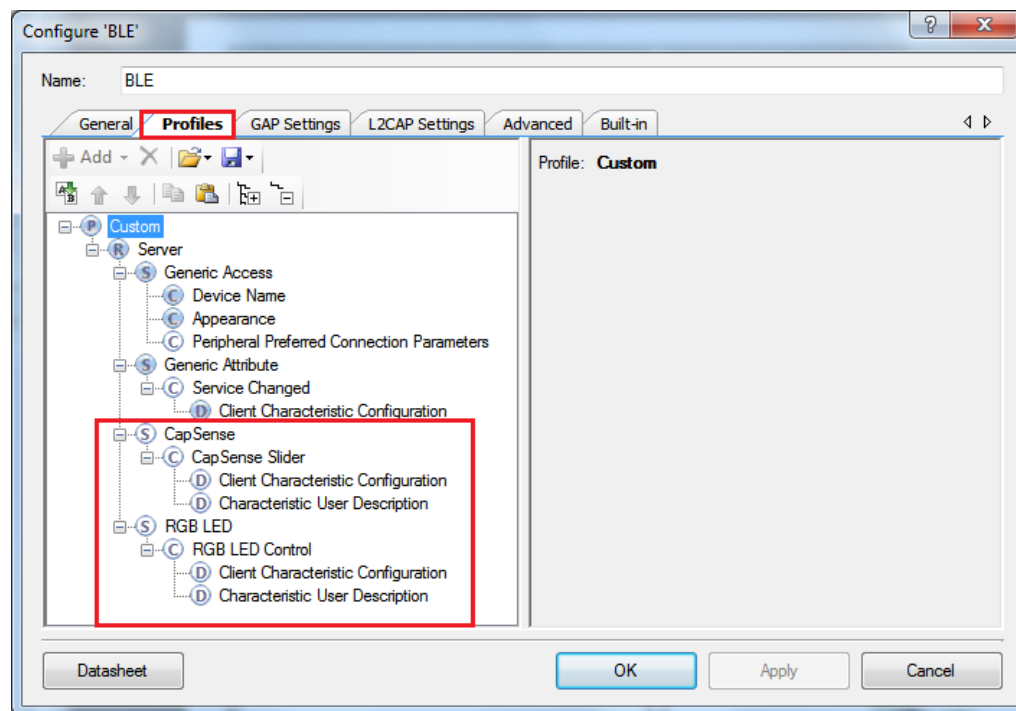 Configure 'BLE'
Name: BLE
General Profiles GAP Settings L2CAP Settings Advanced Built-in
Add
Profile: Custom
P Custom
R Server
S Generic Access
C Device Name
C Appearance
C Peripheral Preferred Connection Parameters
S Generic Attribute
C Service Changed
D Client Characteristic Configuration
S CapSense
C CapSense Slider
D Client Characteristic Configuration
D Characteristic User Description
S RGB LED
C RGB LED Control
D Client Characteristic Configuration
D Characteristic User Description
Datasheet OK Apply Cancel